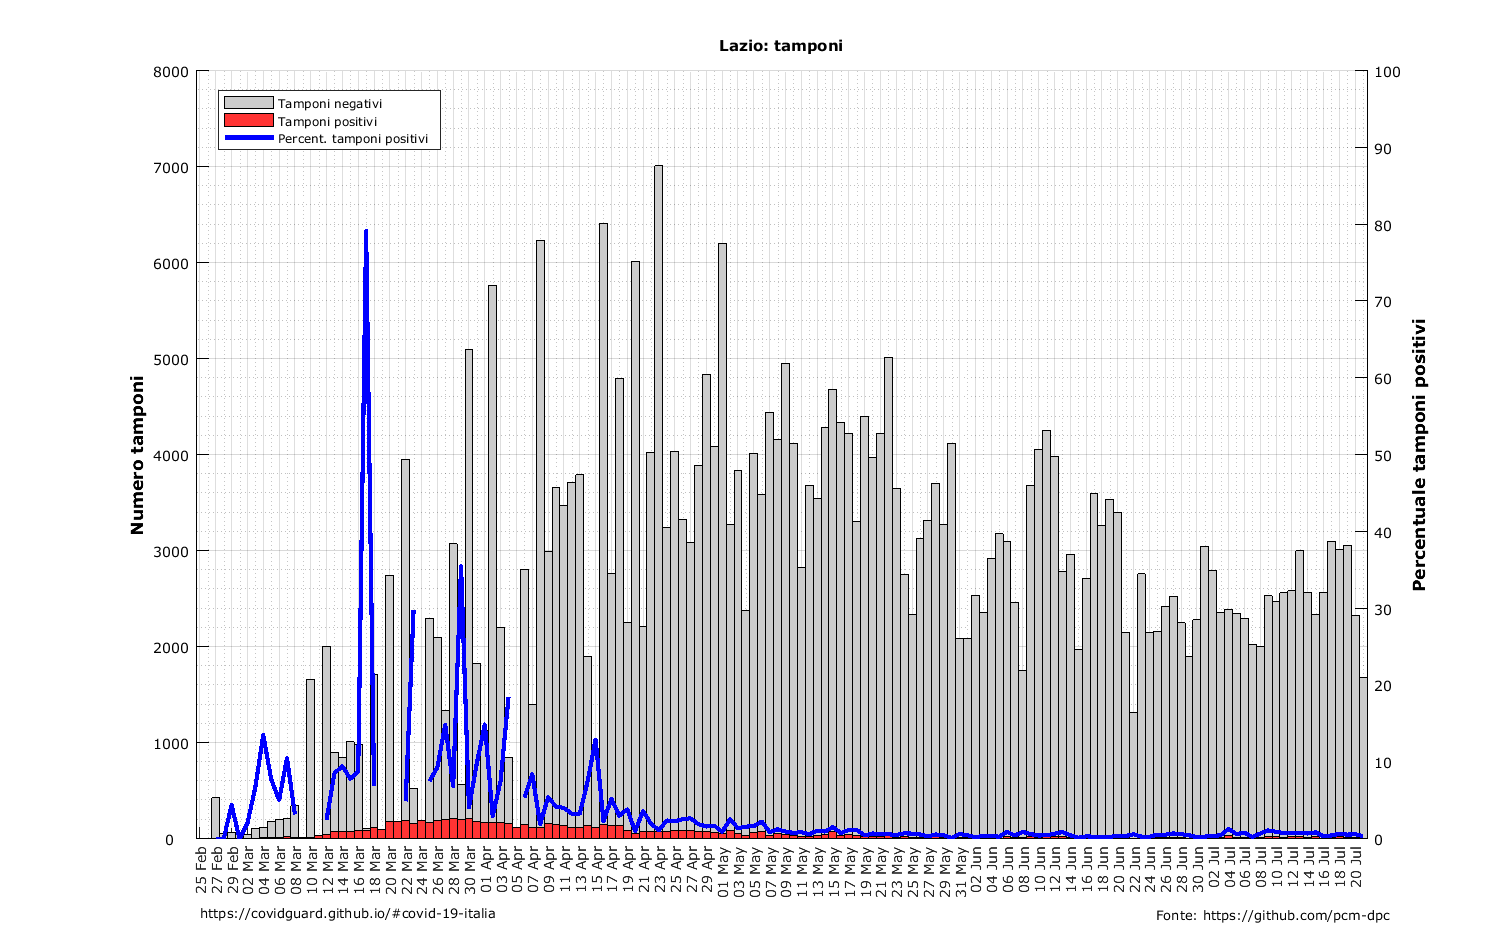 Lazio: tamponi
8000
7000
6000
5000
4000
3000
2000
1000
0
Numero tamponi
Tamponi negativi
Tamponi positivi
Percent. tamponi positivi
100
90
80
70
60
50
40
30
20
10
0
Percentuale tamponi positivi
25 Feb
27 Feb
29 Feb
02 Mar
04 Mar
06 Mar
08 Mar
10 Mar
12 Mar
14 Mar
16 Mar
18 Mar
20 Mar
22 Mar
24 Mar
26 Mar
28 Mar
30 Mar
01 Apr
03 Apr
05 Apr
07 Apr
09 Apr
11 Apr
13 Apr
15 Apr
17 Apr
19 Apr
21 Apr
23 Apr
25 Apr
27 Apr
29 Apr
01 May
03 May
05 May
07 May
09 May
11 May
13 May
15 May
17 May
19 May
21 May
23 May
25 May
27 May
29 May
31 May
02 Jun
04 Jun
06 Jun
08 Jun
10 Jun
12 Jun
14 Jun
16 Jun
18 Jun
20 Jun
22 Jun
24 Jun
26 Jun
28 Jun
30 Jun
02 Jul
04 Jul
06 Jul
08 Jul
10 Jul
12 Jul
14 Jul
16 Jul
18 Jul
20 Jul
https://covidguard.github.io/#covid-19-italia
Fonte: https://github.com/pcm-dpc